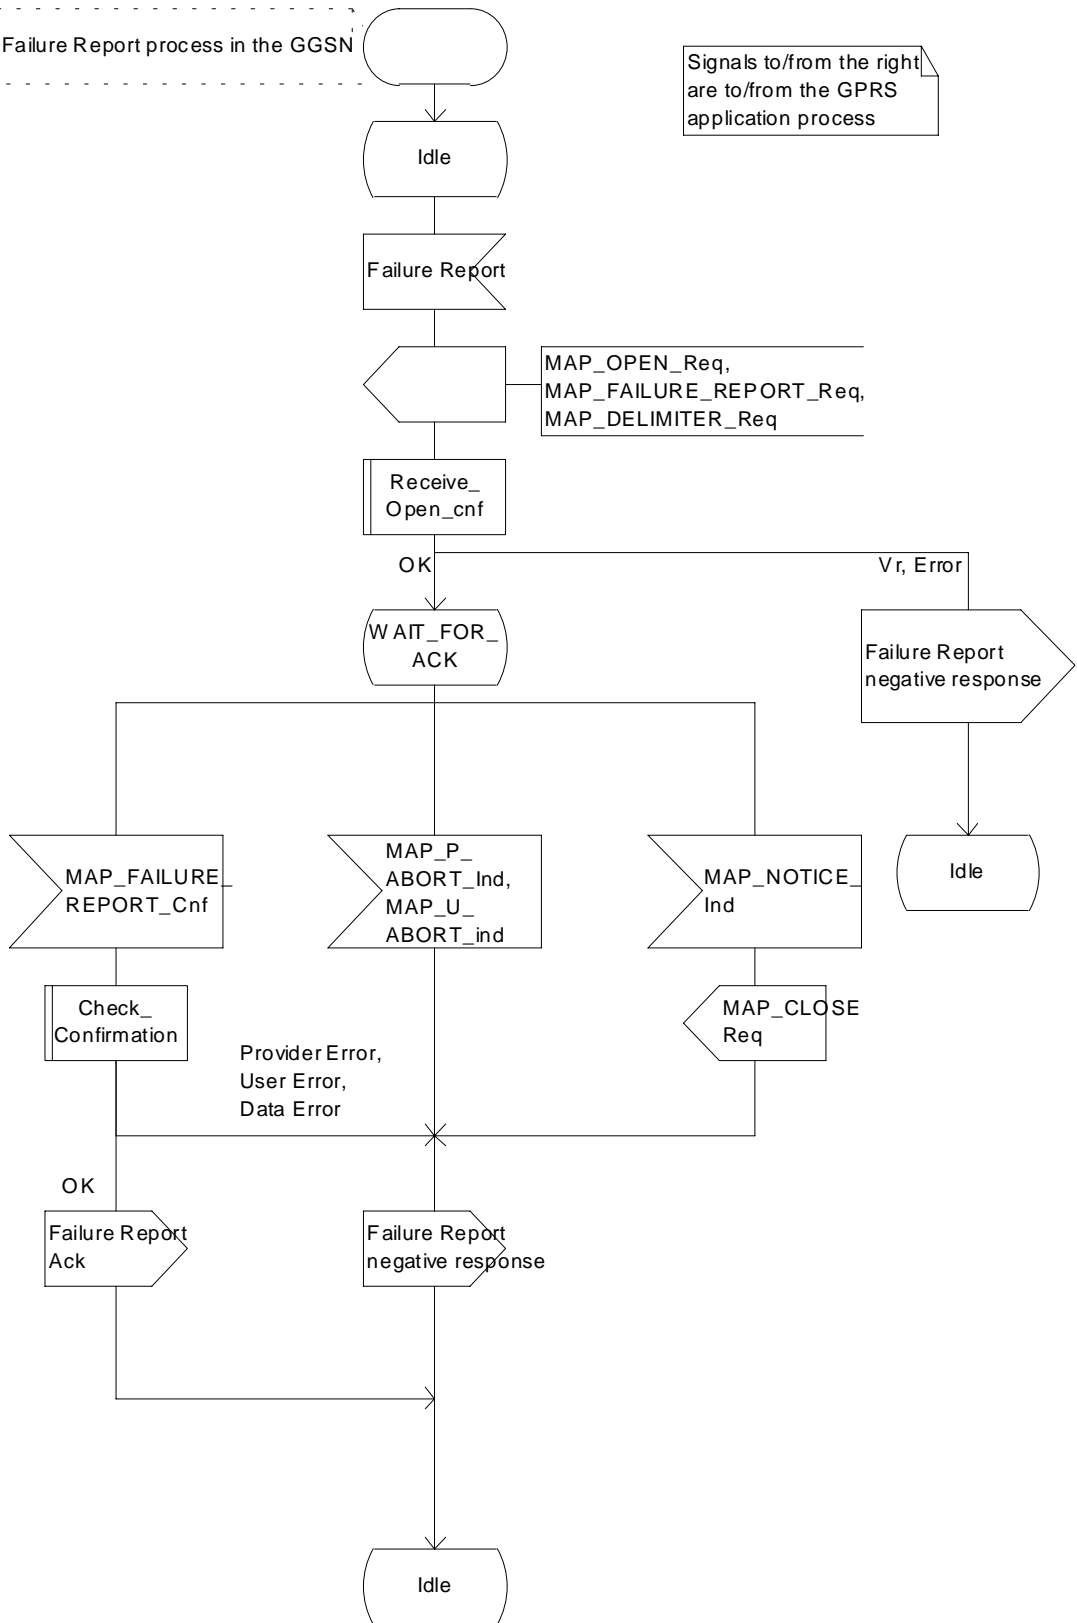 Failure Report process in the GGSN
Signals to/from the right
are to/from the GPRS
application process
Idle
Failure Report
MAP_OPEN_Req,
MAP_FAILURE_REPORT_Req,
MAP_DELIMITER_Req
Receive_
Open_cnf
OK
Vr, Error
WAIT_FOR_
ACK
Failure Report
negative response
MAP_FAILURE_
REPORT_Cnf
MAP_P_
ABORT_Ind,
MAP_U_
ABORT_ind
MAP_NOTICE_
Ind
Idle
Check_
Confirmation
MAP_CLOSE
Req
Provider Error,
User Error,
Data Error
OK
Failure Report
Ack
Failure Report
negative response
Idle